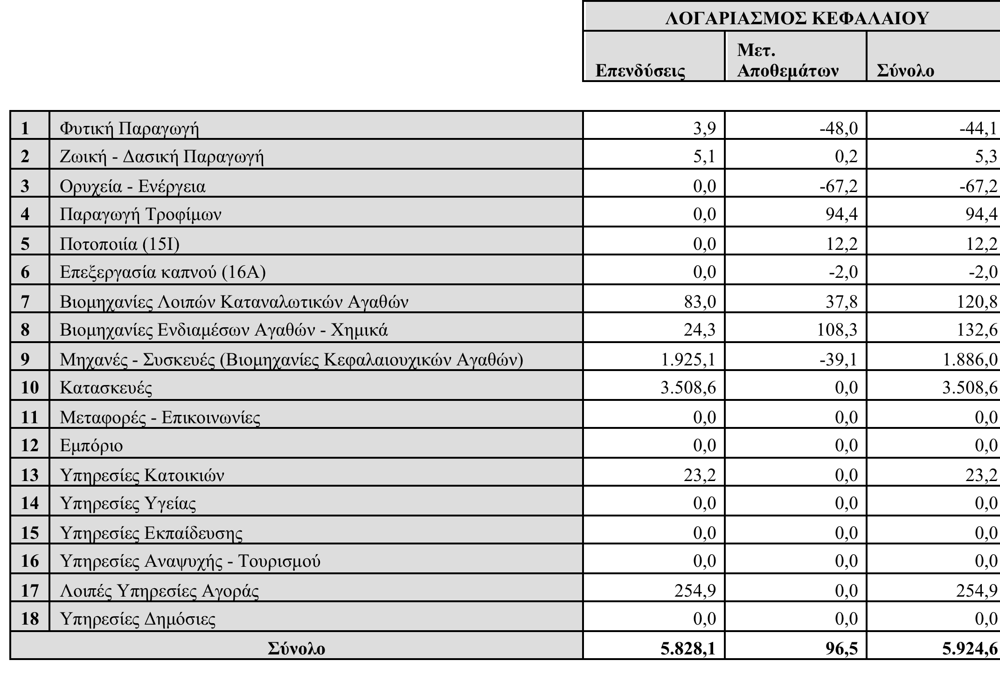 ΛΟΓΑΡΙΑΣΜΟΣ ΚΕΦΑΛΑΙΟΥ
Επενδύσεις Μετ. Αποθεμάτων Σύνολο
1 Φυτική Παραγωγή 3,9 -48,0 -44,1
2 Ζωική - Δασική Παραγωγή 5,1 0,2 5,3
3 Ορυχεία - Ενέργεια 0,0 -67,2 -67,2
4 Παραγωγή Τροφίμων 0,0 94,4 94,4
5 Ποτοποιία (15Ι) 0,0 12,2 12,2
6 Επεξεργασία καπνού (16Α) 0,0 -2,0 -2,0
7 Βιομηχανίες Λοιπών Καταναλωτικών Αγαθών 83,0 37,8 120,8
8 Βιομηχανίες Ενδιαμέσων Αγαθών - Χημικά 24,3 108,3 132,6
9 Μηχανές - Συσκευές (Βιομηχανίες Κεφαλαιουχικών Αγαθών) 1.925,1 -39,1 1.886,0
10 Κατασκευές 3.508,6 0,0 3.508,6
11 Μεταφορές - Επικοινωνίες 0,0 0,0 0,0
12 Εμπόριο 0,0 0,0 0,0
13 Υπηρεσίες Κατοικιών 23,2 0,0 23,2
14 Υπηρεσίες Υγείας 0,0 0,0 0,0
15 Υπηρεσίες Εκπαίδευσης 0,0 0,0 0,0
16 Υπηρεσίες Αναψυχής - Τουρισμού 0,0 0,0 0,0
17 Λοιπές Υπηρεσίες Αγοράς 254,9 0,0 254,9
18 Υπηρεσίες Δημόσιες 0,0 0,0 0,0
Σύνολο 5.828,1 96,5 5.924,6